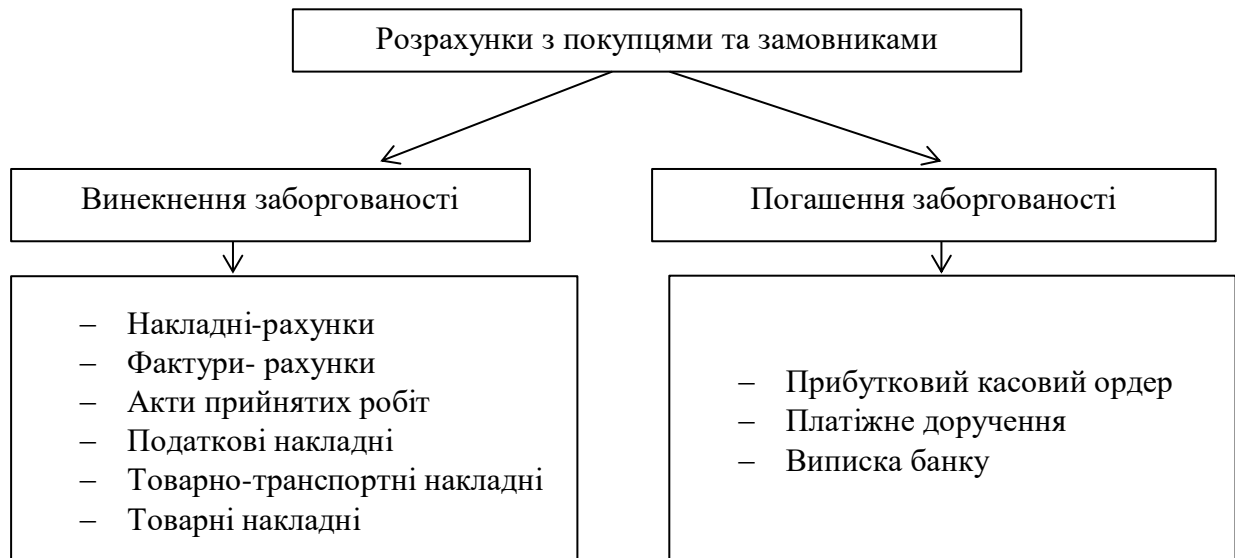 Розрахунки з покупцями та замовниками
Винекнення заборгованості
Погашення заборгованості
– Накладні-рахунки
– Фактури- рахунки
– Акти прийнятих робіт
– Податкові накладні
– Товарно-транспортні накладні
– Товарні накладні
– Прибутковий касовий ордер
– Платіжне доручення
– Виписка банку